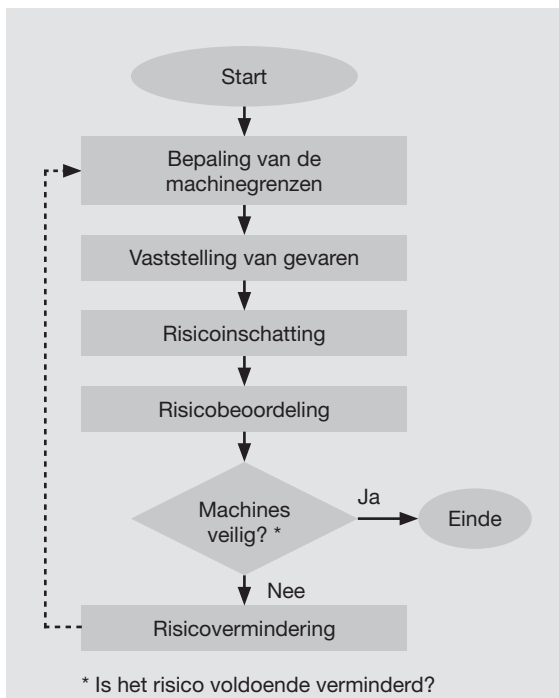 Start
Bepaling van de
machinegrenzen
Vaststelling van gevaren
Risicoinschatting
Risicobeoordeling
Machines
veilig? *
Ja
Einde
Nee
Risicovermindering
* Is het risico voldoende verminderd?